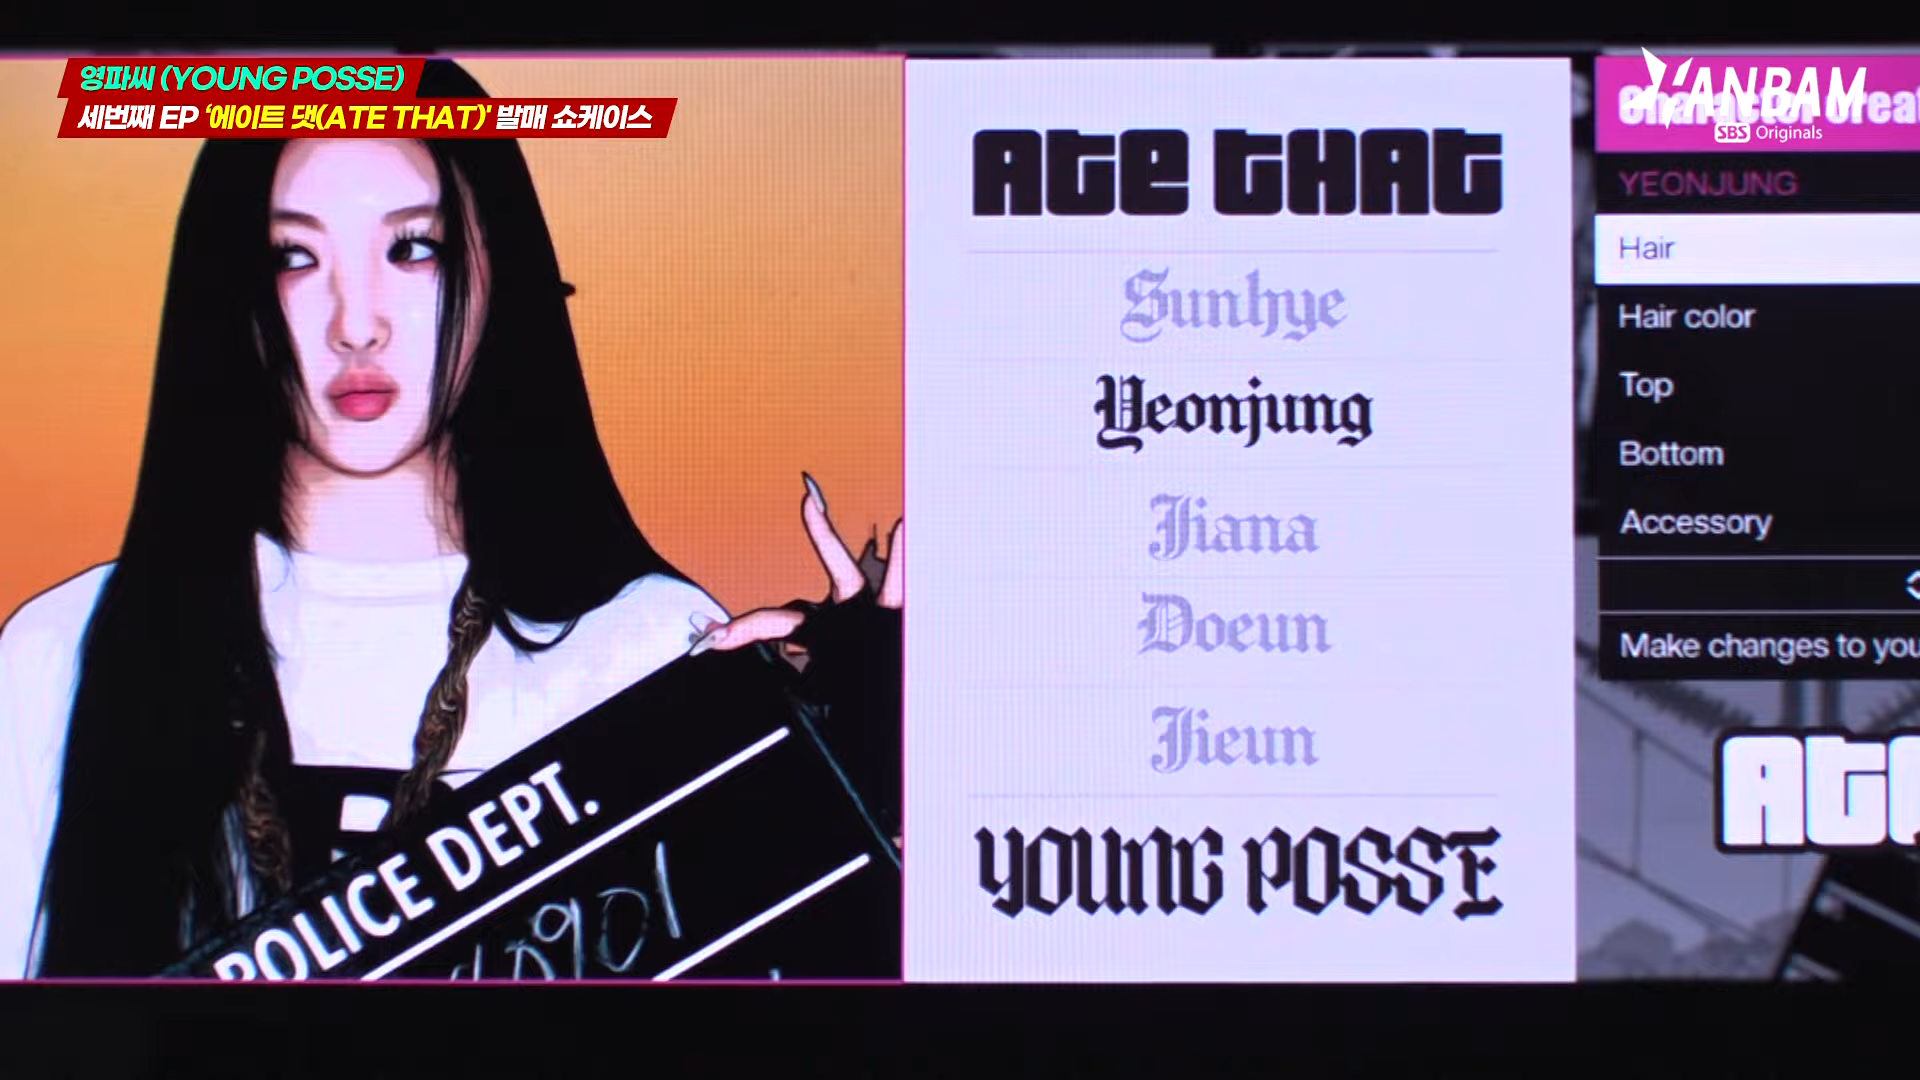 영파씨 (YOUNG POSSE)
세번째 EP ‘에이트 댓(ATE THAT)’ 발매 쇼케이스
POLICE DEPT.
ATE THAT
Sunhye
Yeonjung
Jiana
Doeun
Jieun
YOUNG POSSE
YANBAM
SBS Originals
Character Creat
YEONJUNG
Hair
Hair color
Top
Bottom
Accessory
Make changes to you